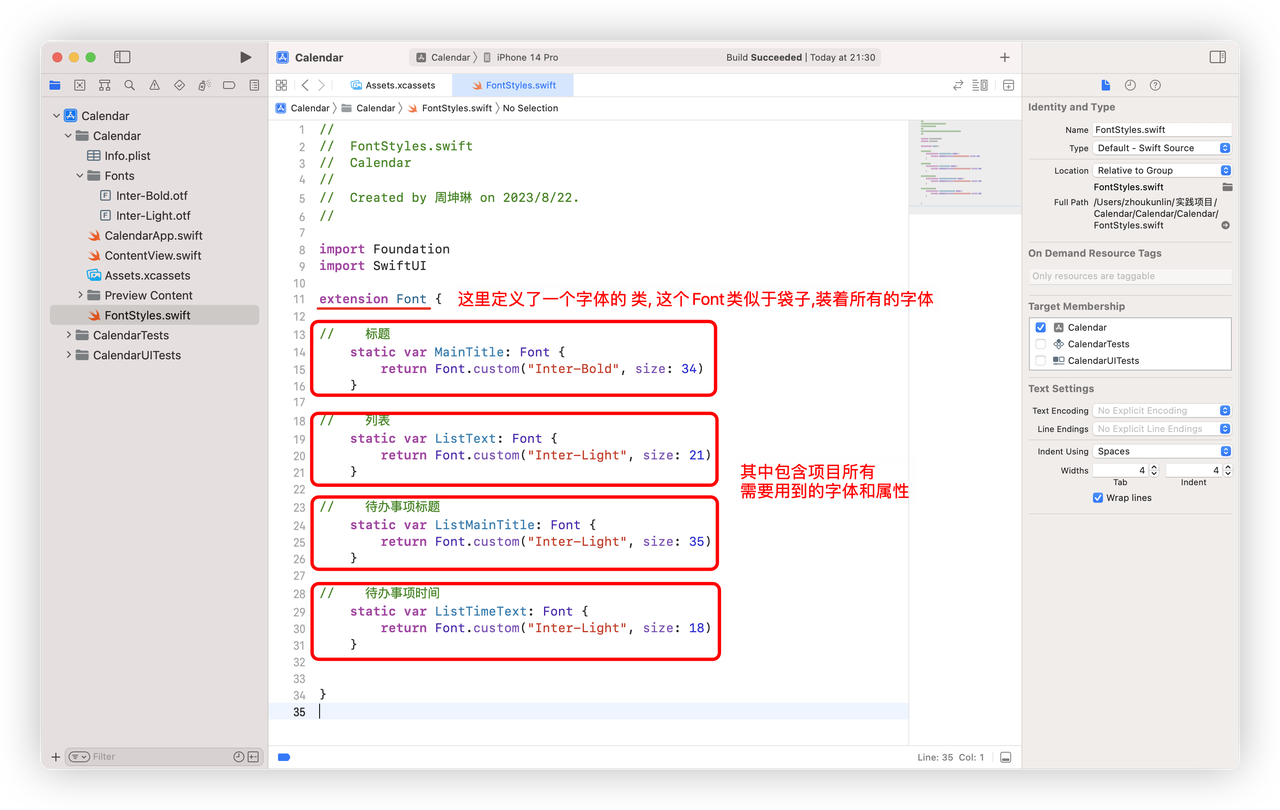 Calendar
Calendar 〉 iPhone 14 Pro
Build Succeeded | Today at 21:30
Assets.xcassets
FontStyles.swift
Calendar 〉 Calendar 〉 FontStyles.swift 〉 No Selection
Calendar
Calendar
Info.plist
Fonts
Inter-Bold.otf
Inter-Light.otf
CalendarApp.swift
ContentView.swift
Assets.xcassets
Preview Content
FontStyles.swift
CalendarTests
CalendarUITests
Filter
1 //
2 //  FontStyles.swift
3 //  Calendar
4 //
5 //  Created by 周坤琳 on 2023/8/22.
6 //
7
8 import Foundation
9 import SwiftUI
10
11 extension Font { 这里定义了一个字体的 类, 这个 Font 类似于袋子,装着所有的字体
12
13 //    标题
14     static var MainTitle: Font {
15         return Font.custom("Inter-Bold", size: 34)
16     }
17
18 //    列表
19     static var ListText: Font {
20         return Font.custom("Inter-Light", size: 21)
21     }
22
其中包含项目所有
需要用到的字体和属性
23 //    待办事项标题
24     static var ListMainTitle: Font {
25         return Font.custom("Inter-Light", size: 35)
26     }
27
28 //    待办事项时间
29     static var ListTimeText: Font {
30         return Font.custom("Inter-Light", size: 18)
31     }
32
33
34 }
35
Line: 35 Col: 1
Identity and Type
Name FontStyles.swift
Type Default - Swift Source
Location Relative to Group
FontStyles.swift
Full Path /Users/zhoukunlin/实践项目/
Calendar/Calendar/Calendar/
FontStyles.swift
On Demand Resource Tags
Only resources are taggable
Target Membership
Calendar
CalendarTests
CalendarUITests
Text Settings
Text Encoding No Explicit Encoding
Line Endings No Explicit Line Endings
Indent Using Spaces
Widths 4 4
Tab Indent
Wrap lines